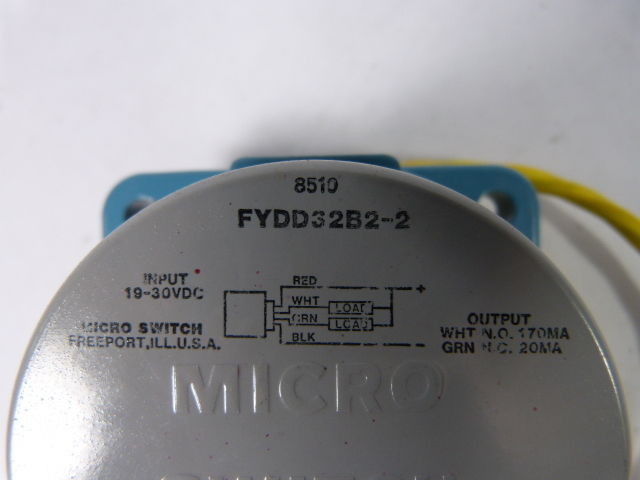 8510
FYDD32B2-2
INPUT
19-30VDC
MICRO SWITCH
FREEPORT, ILL. U.S.A.
RED
+
WHT LOAD
GRN LOAD
BLK
OUTPUT
WHT N.O. 170MA
GRN N.C. 20MA
MICRO